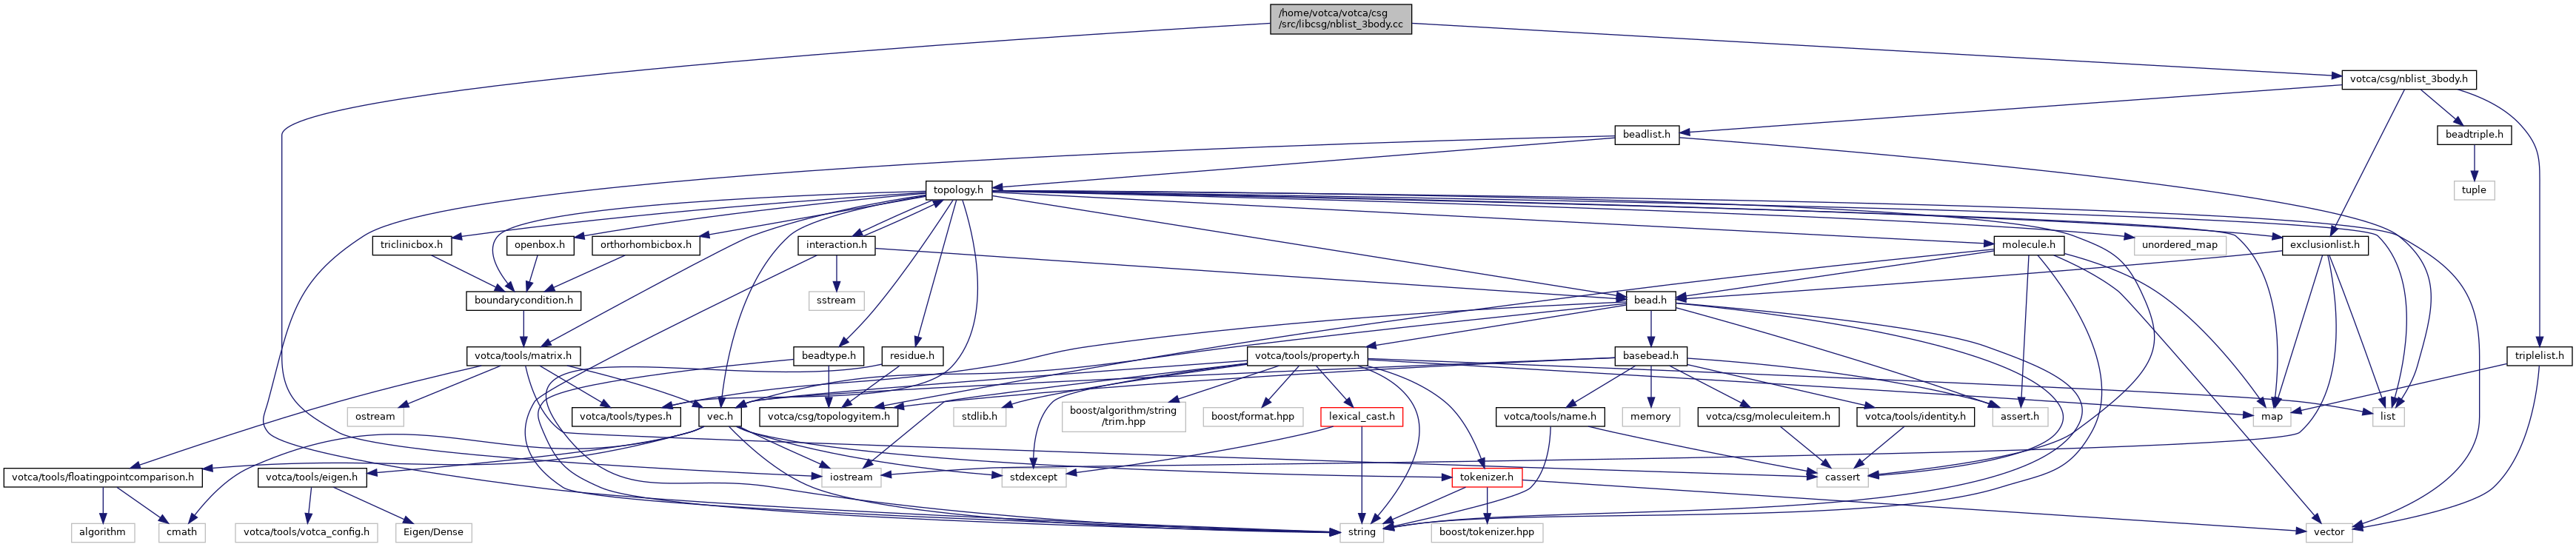 /home/votca/votca/csg
/src/libcsg/nblist_3body.cc
votca/csg/nblist_3body.h
beadlist.h
beadtriple.h
topology.h
tuple
triclinicbox.h
openbox.h
orthorhombicbox.h
interaction.h
molecule.h
unordered_map
exclusionlist.h
boundarycondition.h
sstream
bead.h
votca/tools/matrix.h
beadtype.h
residue.h
votca/tools/property.h
basebead.h
triplelist.h
ostream
votca/tools/types.h
vec.h
votca/csg/topologyitem.h
stdlib.h
boost/algorithm/string
/trim.hpp
boost/format.hpp
lexical_cast.h
votca/tools/name.h
memory
votca/csg/moleculeitem.h
votca/tools/identity.h
assert.h
map
list
votca/tools/floatingpointcomparison.h
votca/tools/eigen.h
iostream
stdexcept
tokenizer.h
cassert
algorithm
cmath
votca/tools/votca_config.h
Eigen/Dense
string
boost/tokenizer.hpp
vector